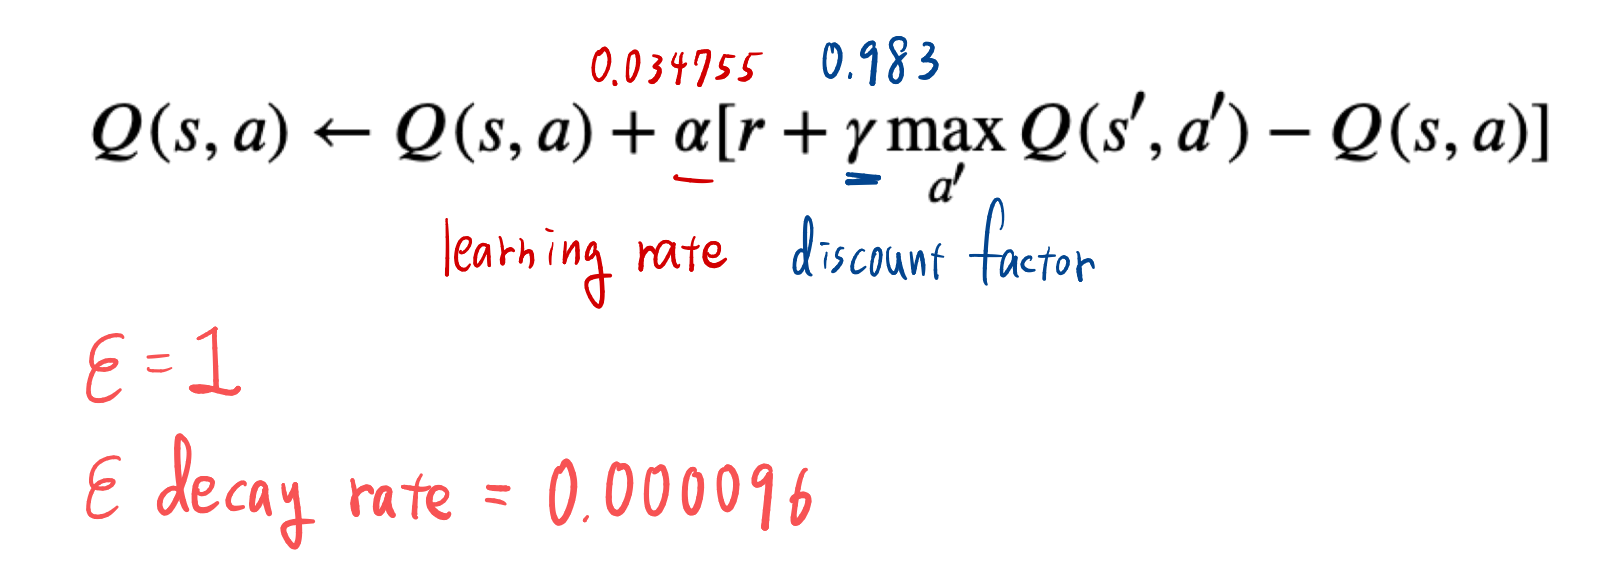 0.034755 0.983
Q(s, a) ← Q(s, a) + α[r + γ max Q(s′, a′) − Q(s, a)]
a′
learning rate discount factor
ε = 1
ε decay rate = 0.000096